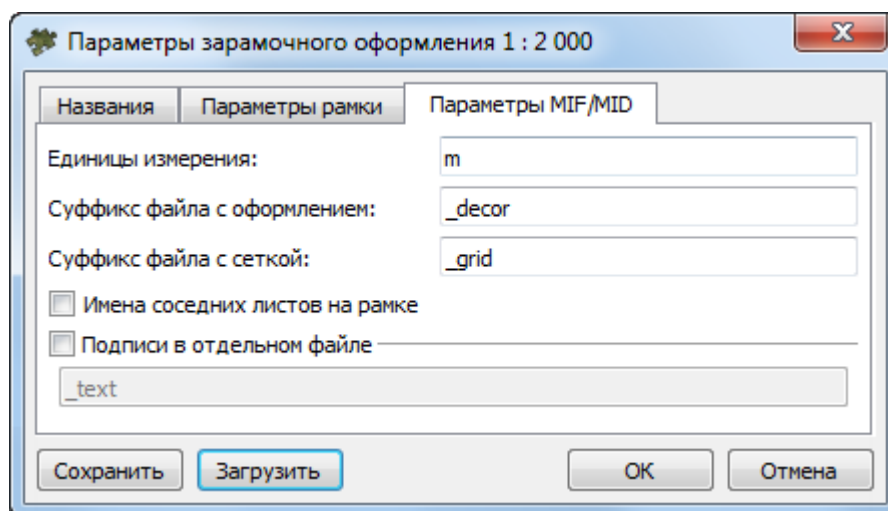 Параметры зарамочного оформления 1 : 2 000
Названия Параметры рамки Параметры MIF/MID
Единицы измерения: m
Суффикс файла с оформлением: _decor
Суффикс файла с сеткой: _grid
Имена соседних листов на рамке
Подписи в отдельном файле
_text
Сохранить Загрузить OK Отмена